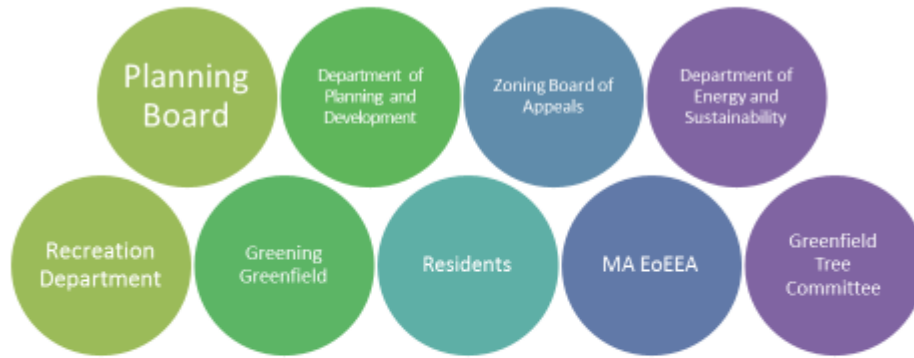 Planning
Board
Department of
Planning and
Development
Zoning Board of
Appeals
Department of
Energy and
Sustainability
Recreation
Department
Greening
Greenfield
Residents
MA EoEEA
Greenfield
Tree
Committee